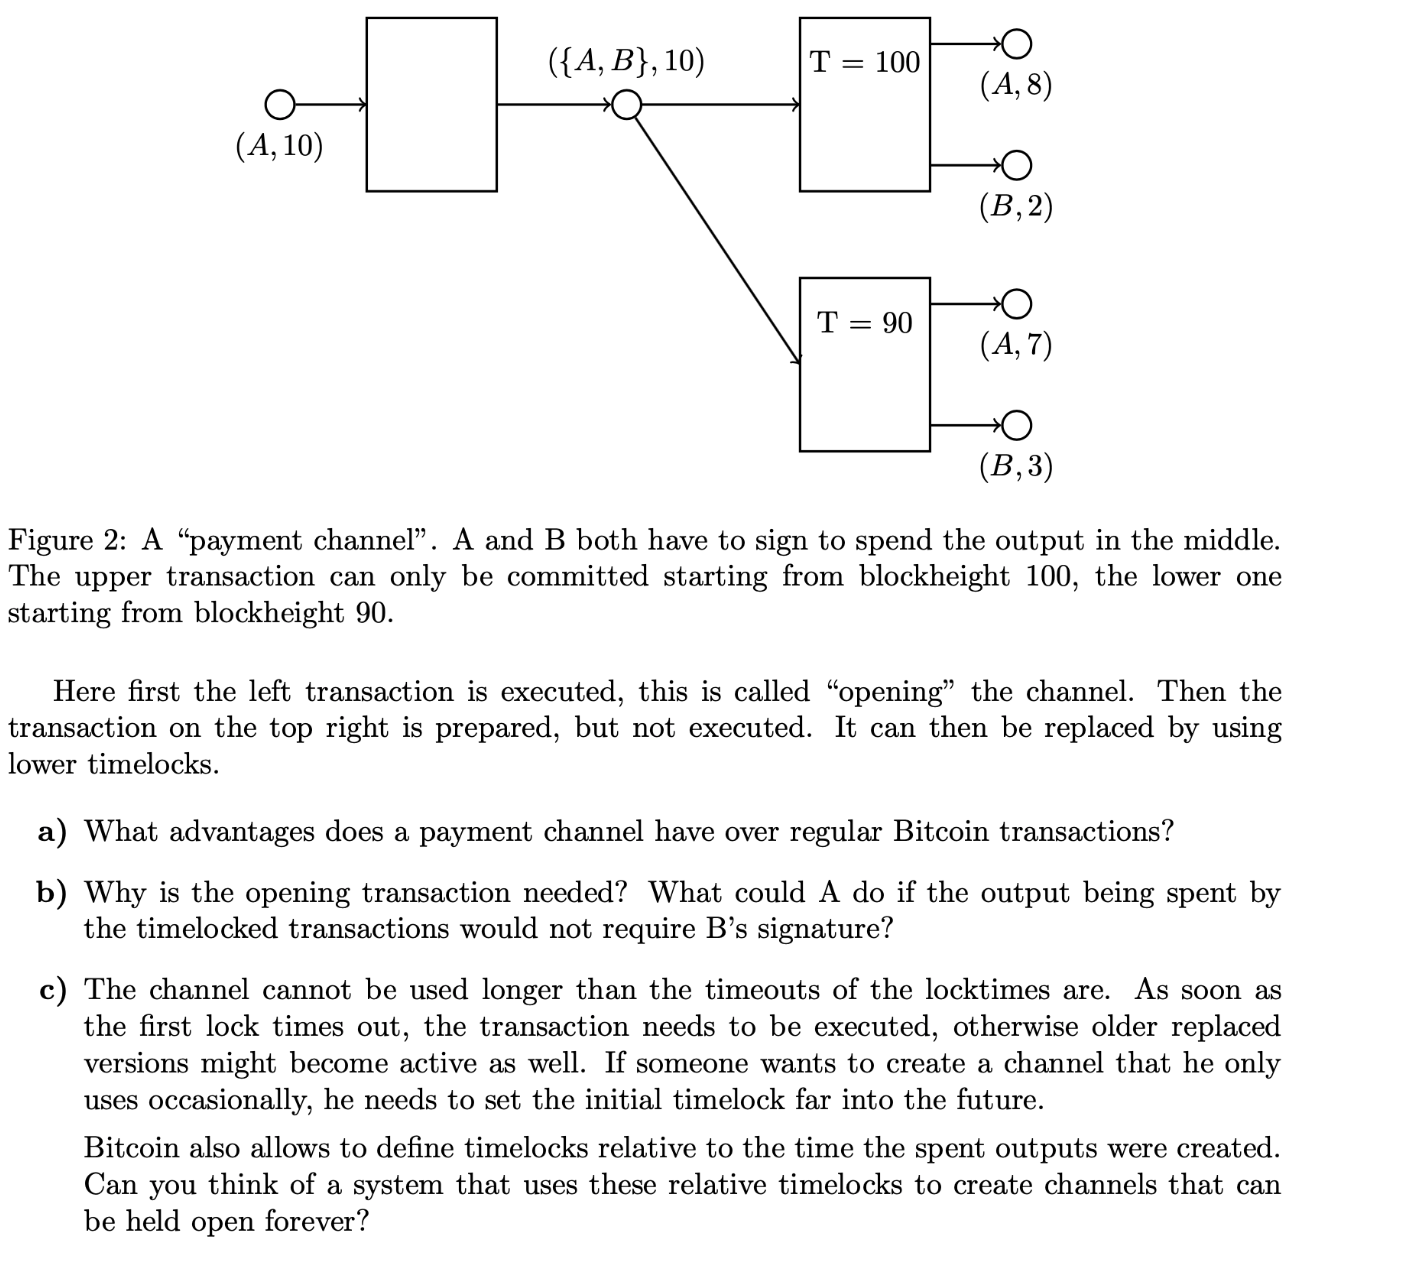 ({A, B}, 10)
T = 100
(A, 8)
(A, 10)
(B, 2)
T = 90
(A, 7)
(B, 3)
Figure 2: A “payment channel”. A and B both have to sign to spend the output in the middle.
The upper transaction can only be committed starting from blockheight 100, the lower one
starting from blockheight 90.
Here first the left transaction is executed, this is called “opening” the channel. Then the
transaction on the top right is prepared, but not executed. It can then be replaced by using
lower timelocks.
a) What advantages does a payment channel have over regular Bitcoin transactions?
b) Why is the opening transaction needed? What could A do if the output being spent by
the timelocked transactions would not require B’s signature?
c) The channel cannot be used longer than the timeouts of the locktimes are. As soon as
the first lock times out, the transaction needs to be executed, otherwise older replaced
versions might become active as well. If someone wants to create a channel that he only
uses occasionally, he needs to set the initial timelock far into the future.
Bitcoin also allows to define timelocks relative to the time the spent outputs were created.
Can you think of a system that uses these relative timelocks to create channels that can
be held open forever?